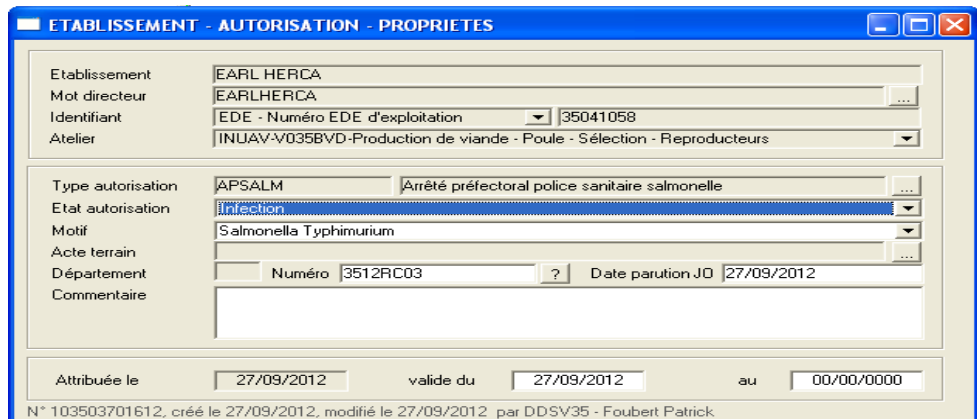 ETABLISSEMENT - AUTORISATION - PROPRIETES
Etablissement EARL HERCA
Mot directeur EARLHERCA ...
Identifiant EDE - Numéro EDE d'exploitation 35041058
Atelier INUAV-V035BVD-Production de viande - Poule - Sélection - Reproducteurs
Type autorisation APSALM Arrêté préfectoral police sanitaire salmonelle ...
Etat autorisation Infection
Motif Salmonella Typhimurium
Acte terrain ...
Département Numéro 3512RC03 ? Date parution JO 27/09/2012
Commentaire
Attribuée le 27/09/2012 valide du 27/09/2012 au 00/00/0000
N° 103503701612, créé le 27/09/2012, modifié le 27/09/2012 par DDSV35 - Foubert Patrick